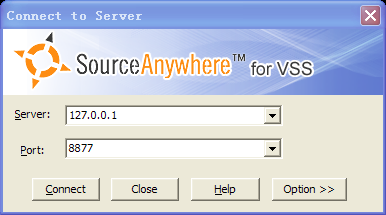 Connect to Server
SourceAnywhere™ for VSS
Server: 127.0.0.1
Port: 8877
Connect Close Help Option >>